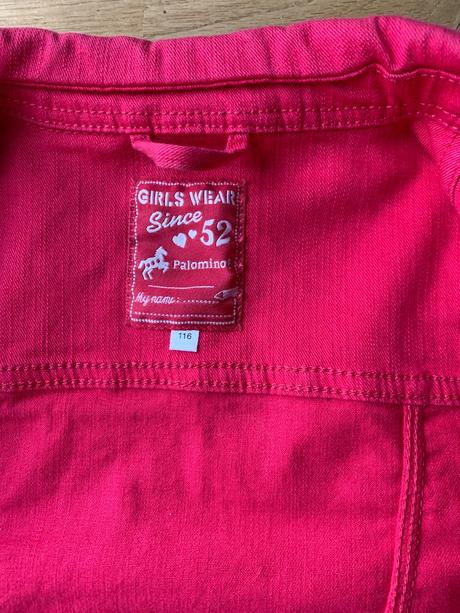 GIRLS WEAR
Since
52
Palomino
My name:
116